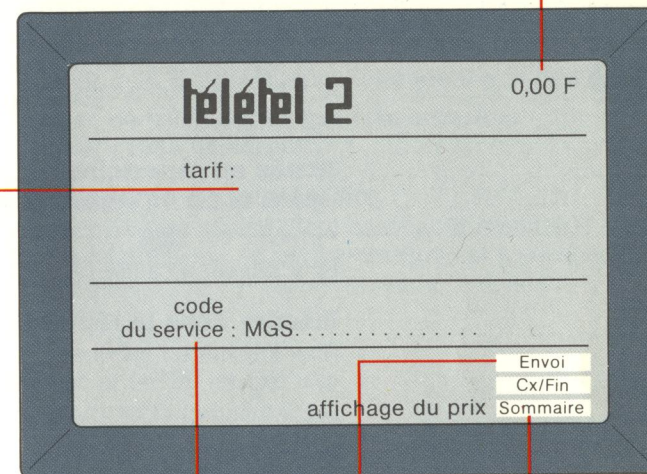 télétel 2
0,00 F
tarif :
code
du service : MGS. . . . . . . . . . . . . . .
Envoi
Cx/Fin
affichage du prix Sommaire